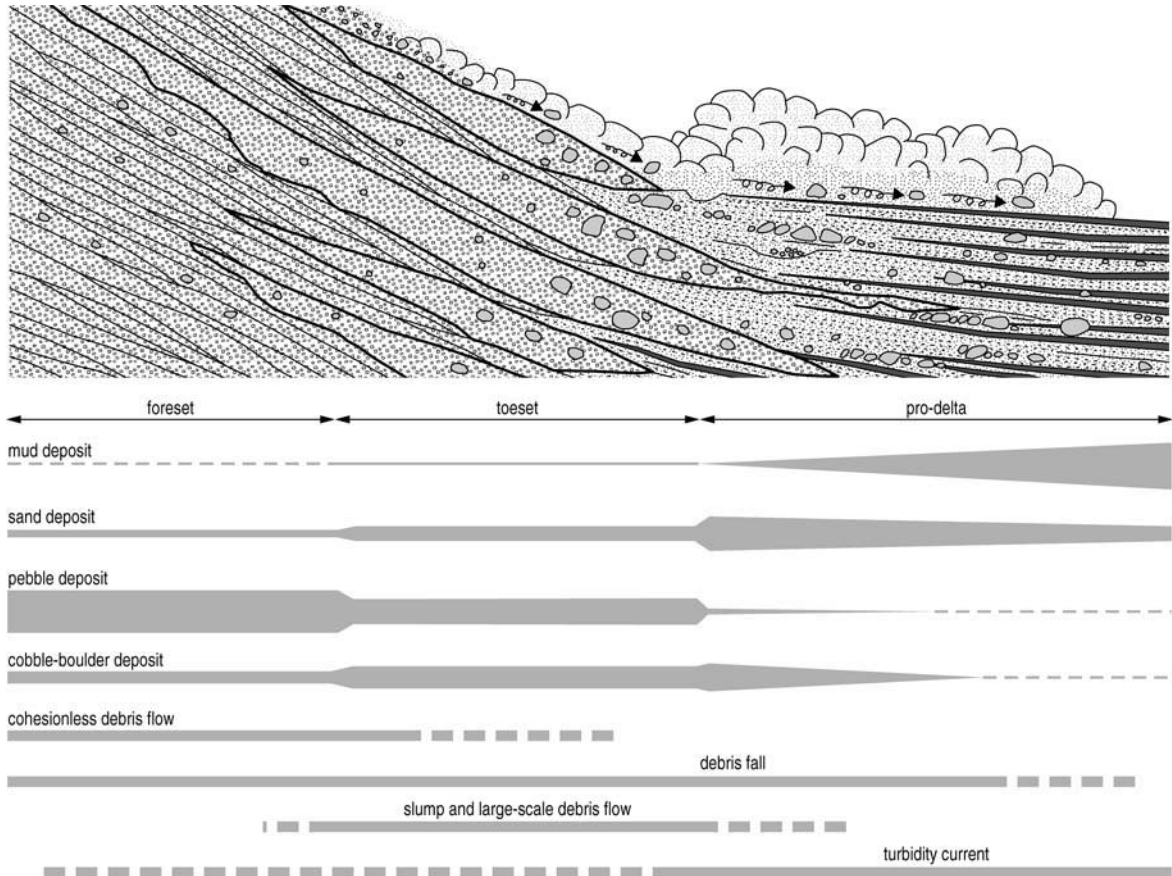 foreset
toeset
pro-delta
mud deposit
sand deposit
pebble deposit
cobble-boulder deposit
cohesionless debris flow
debris fall
slump and large-scale debris flow
turbidity current